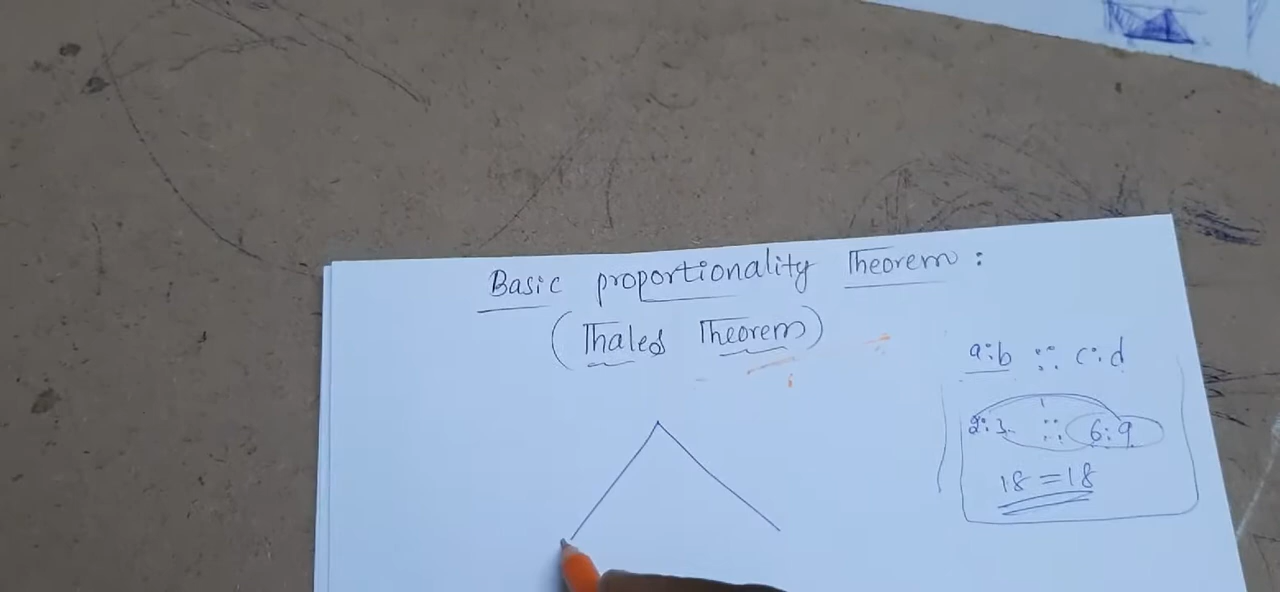 Basic proportionality Theorem :
(Thales Theorem)
a:b :: c:d
2:3 :: 6:9
18 = 18